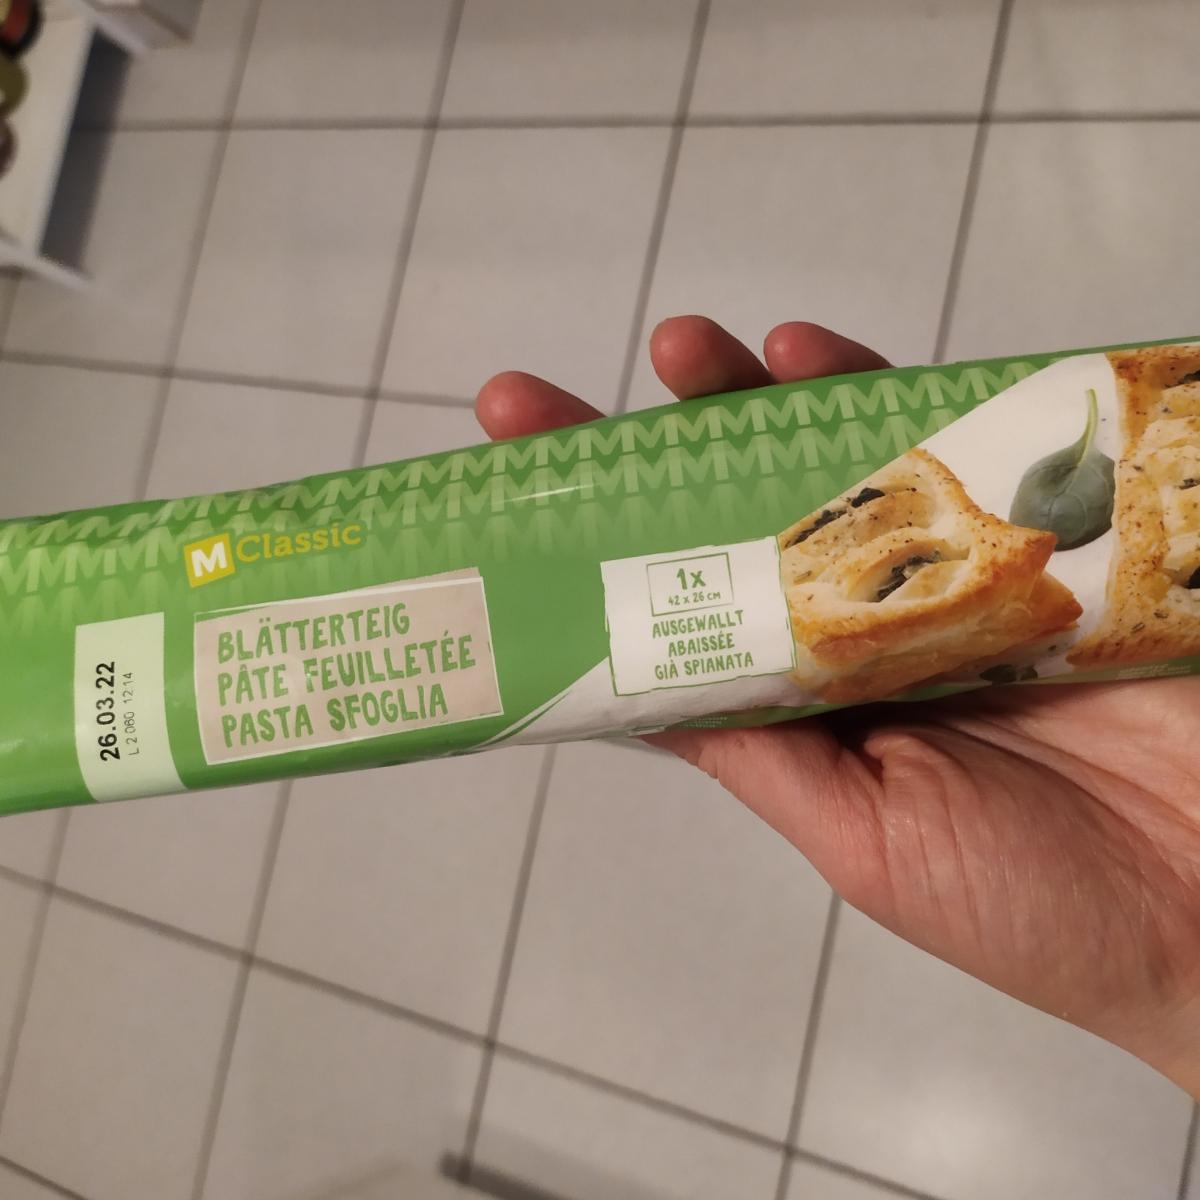 M Classic
BLÄTTERTEIG
PÂTE FEUILLETÉE
PASTA SFOGLIA
26.03.22
L 2 060 12:14
1x
42 x 26 CM
AUSGEWALLT
ABAISSÉE
GIÀ SPIANATA